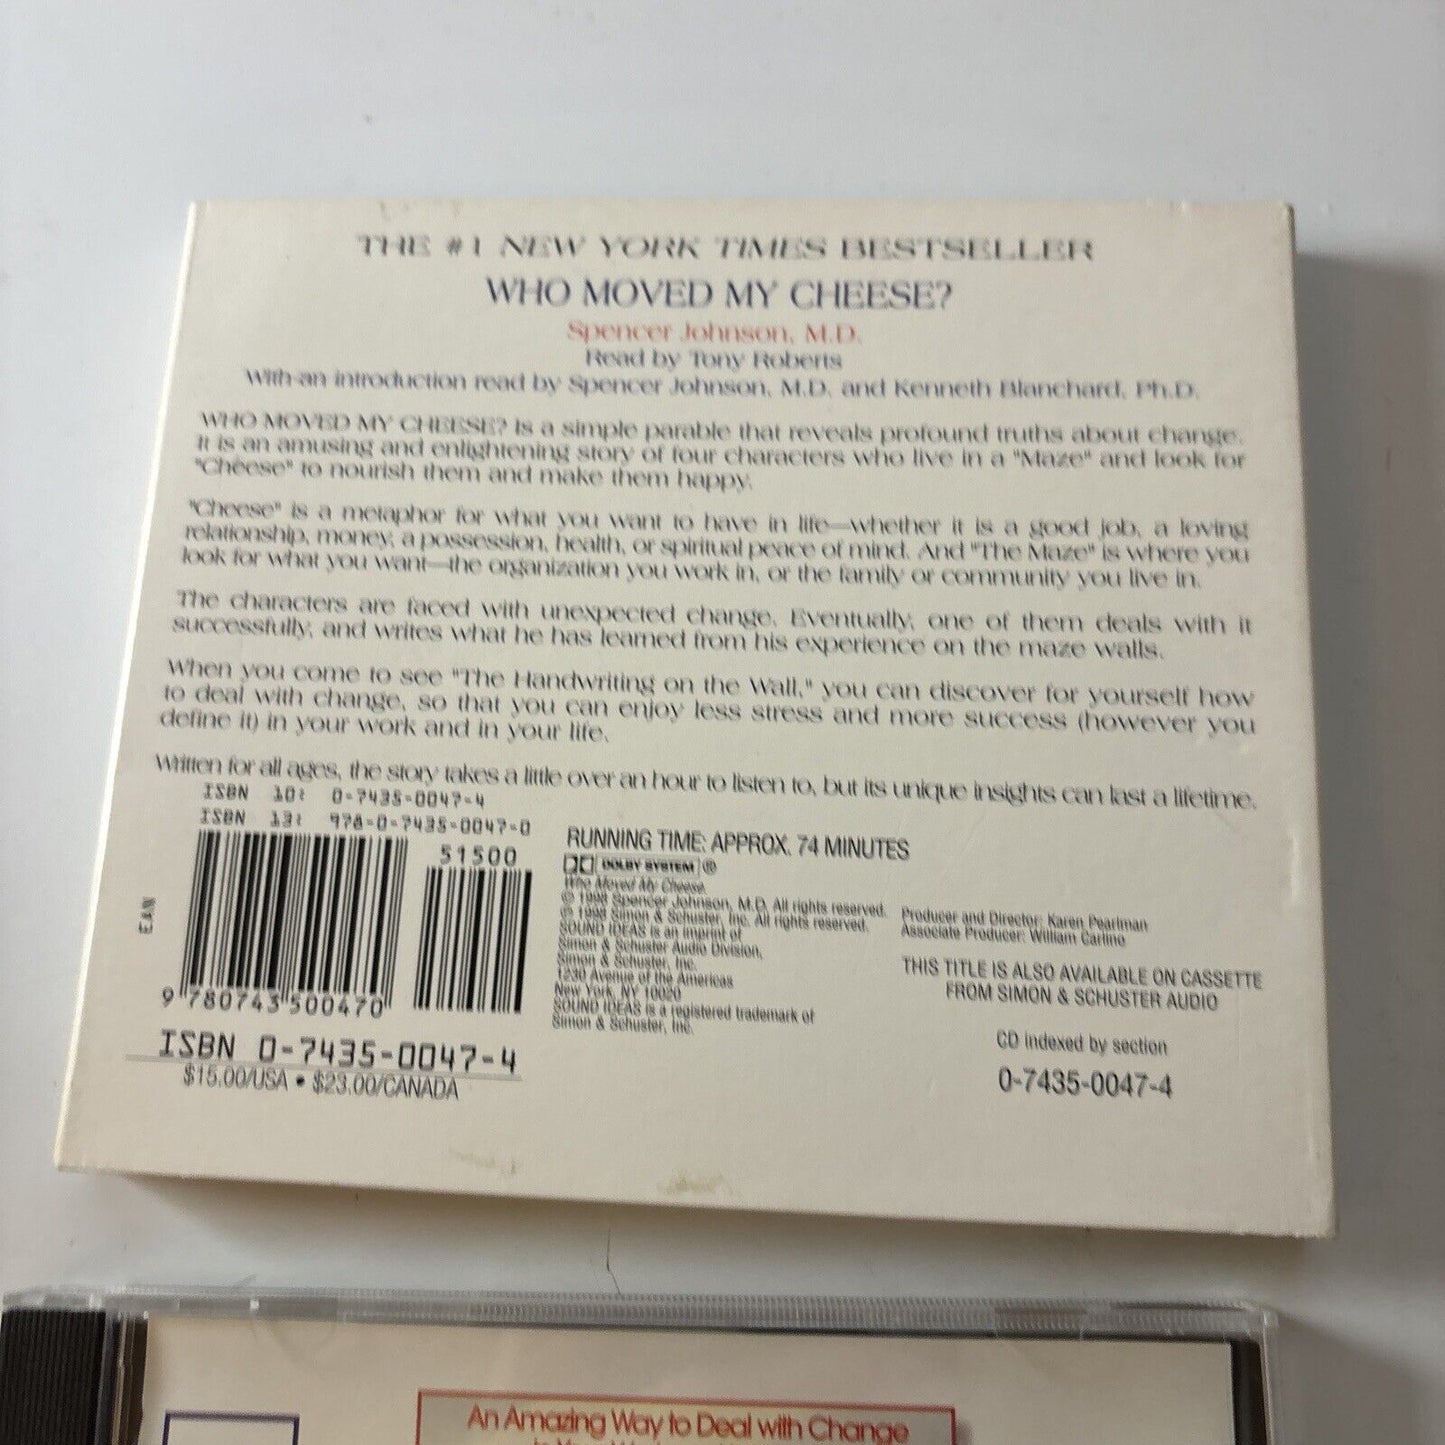 THE #1 NEW YORK TIMES BESTSELLER
WHO MOVED MY CHEESE?
Spencer Johnson, M.D.
Read by Tony Roberts
With an introduction read by Spencer Johnson, M.D. and Kenneth Blanchard, Ph.D.
WHO MOVED MY CHEESE? is a simple parable that reveals profound truths about change.
It is an amusing and enlightening story of four characters who live in a "Maze" and look for
"Cheese" to nourish them and make them happy.
"Cheese" is a metaphor for what you want to have in life—whether it is a good job, a loving
relationship, money, a possession, health, or spiritual peace of mind. And "The Maze" is where you
look for what you want—the organization you work in, or the family or community you live in.
The characters are faced with unexpected change. Eventually, one of them deals with it
successfully, and writes what he has learned from his experience on the maze walls.
When you come to see "The Handwriting on the Wall," you can discover for yourself how
to deal with change, so that you can enjoy less stress and more success (however you
define it) in your work and in your life.
Written for all ages, the story takes a little over an hour to listen to, but its unique insights can last a lifetime.
ISBN 10: 0-7435-0047-4
ISBN 13: 978-0-7435-0047-0
51500
EAN
9 780743 500470
ISBN 0-7435-0047-4
$15.00/USA • $23.00/CANADA
RUNNING TIME: APPROX. 74 MINUTES
DOLBY SYSTEM ®
Who Moved My Cheese
© 1998 Spencer Johnson, M.D. All rights reserved.
℗ 1998 Simon & Schuster, Inc. All rights reserved.
SOUND IDEAS is an imprint of
Simon & Schuster Audio Division,
Simon & Schuster, Inc.
1230 Avenue of the Americas
New York, NY 10020
SOUND IDEAS is a registered trademark of
Simon & Schuster, Inc.
Producer and Director: Karen Pearlman
Associate Producer: William Carlino
THIS TITLE IS ALSO AVAILABLE ON CASSETTE
FROM SIMON & SCHUSTER AUDIO
CD indexed by section
0-7435-0047-4
An Amazing Way to Deal with Change